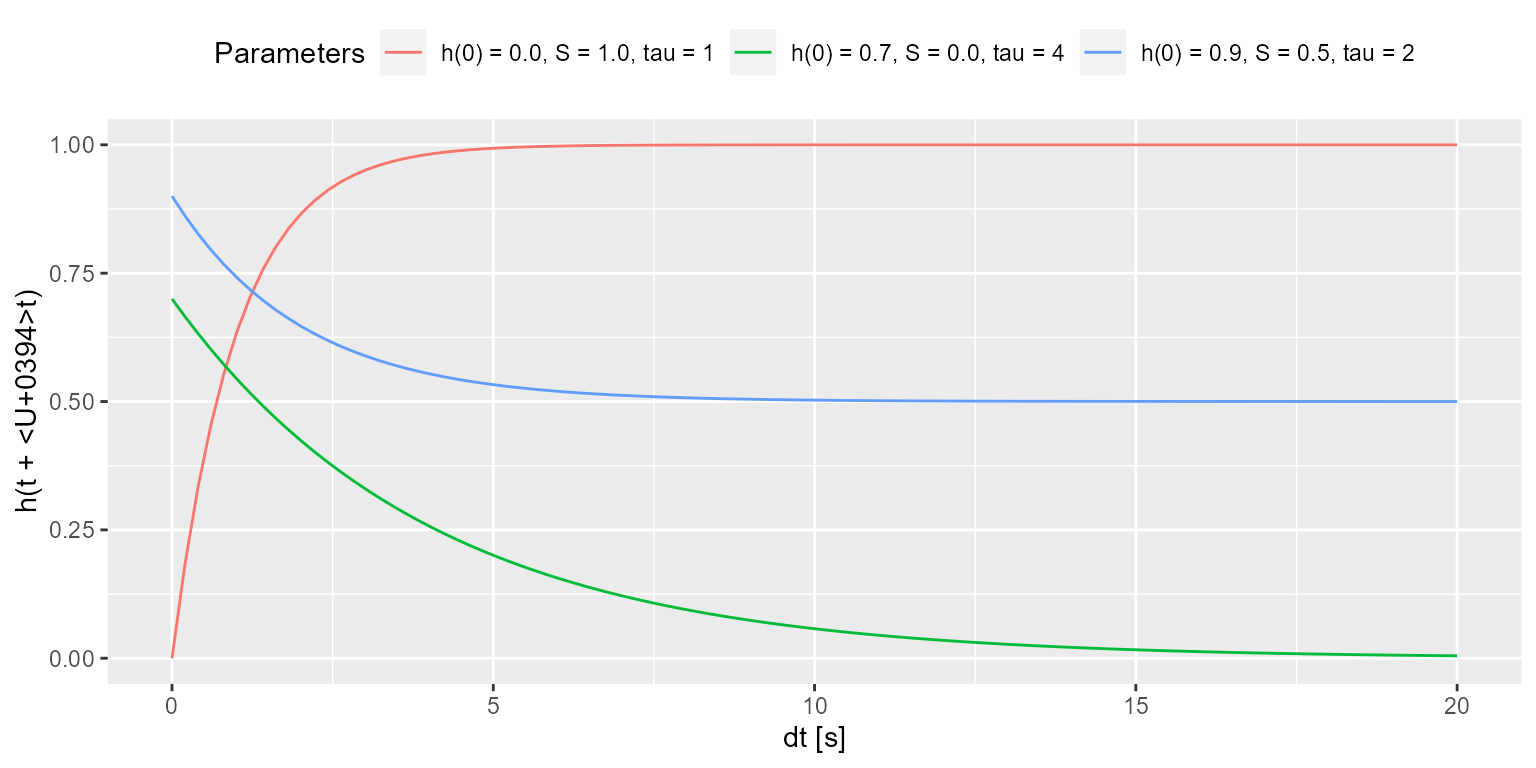 Parameters h(0) = 0.0, S = 1.0, tau = 1 h(0) = 0.7, S = 0.0, tau = 4 h(0) = 0.9, S = 0.5, tau = 2
h(t + <U+0394>t)
1.00
0.75
0.50
0.25
0.00
0 5 10 15 20
dt [s]